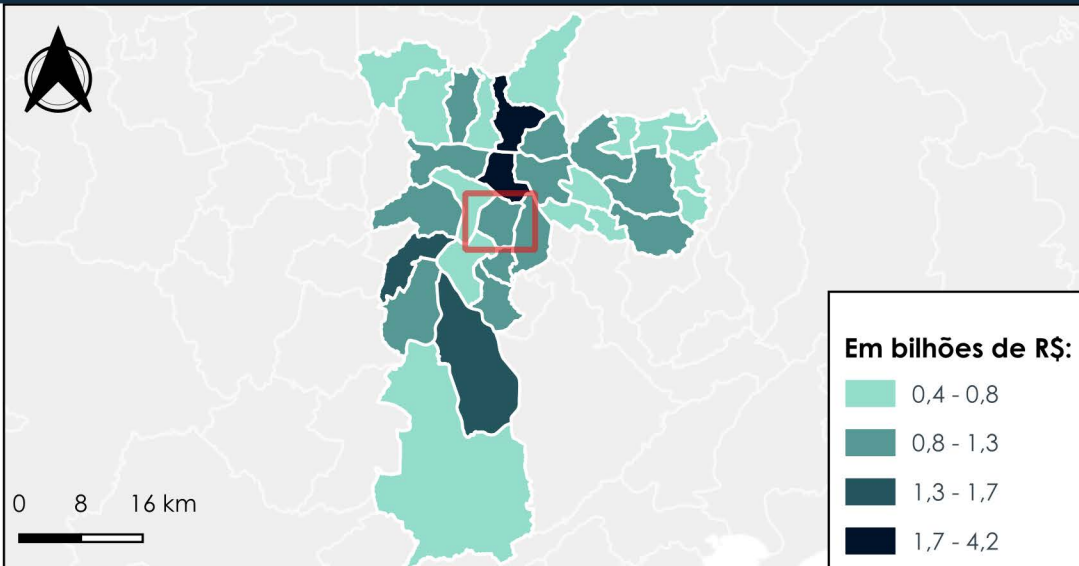 0 8 16 km
Em bilhões de R$:
0,4 - 0,8
0,8 - 1,3
1,3 - 1,7
1,7 - 4,2